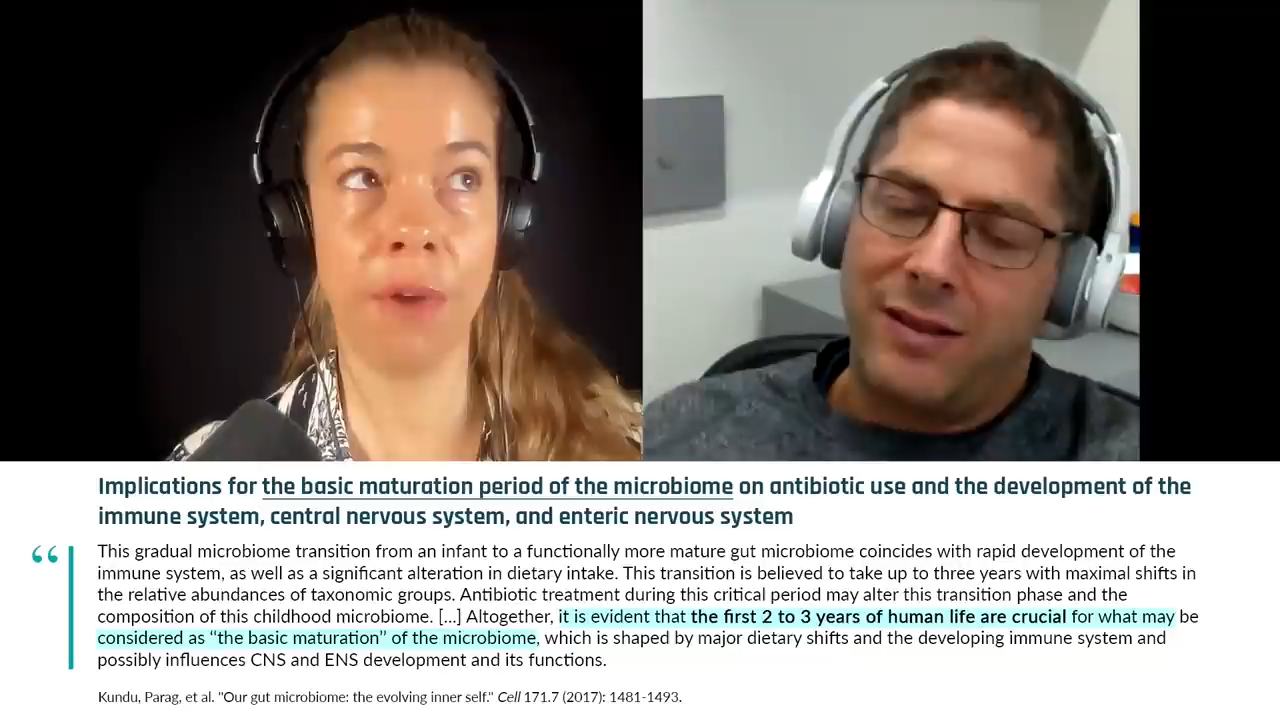 Implications for the basic maturation period of the microbiome on antibiotic use and the development of the
immune system, central nervous system, and enteric nervous system
“ This gradual microbiome transition from an infant to a functionally more mature gut microbiome coincides with rapid development of the
immune system, as well as a significant alteration in dietary intake. This transition is believed to take up to three years with maximal shifts in
the relative abundances of taxonomic groups. Antibiotic treatment during this critical period may alter this transition phase and the
composition of this childhood microbiome. [...] Altogether, it is evident that the first 2 to 3 years of human life are crucial for what may be
considered as “the basic maturation” of the microbiome, which is shaped by major dietary shifts and the developing immune system and
possibly influences CNS and ENS development and its functions.
Kundu, Parag, et al. "Our gut microbiome: the evolving inner self." Cell 171.7 (2017): 1481-1493.